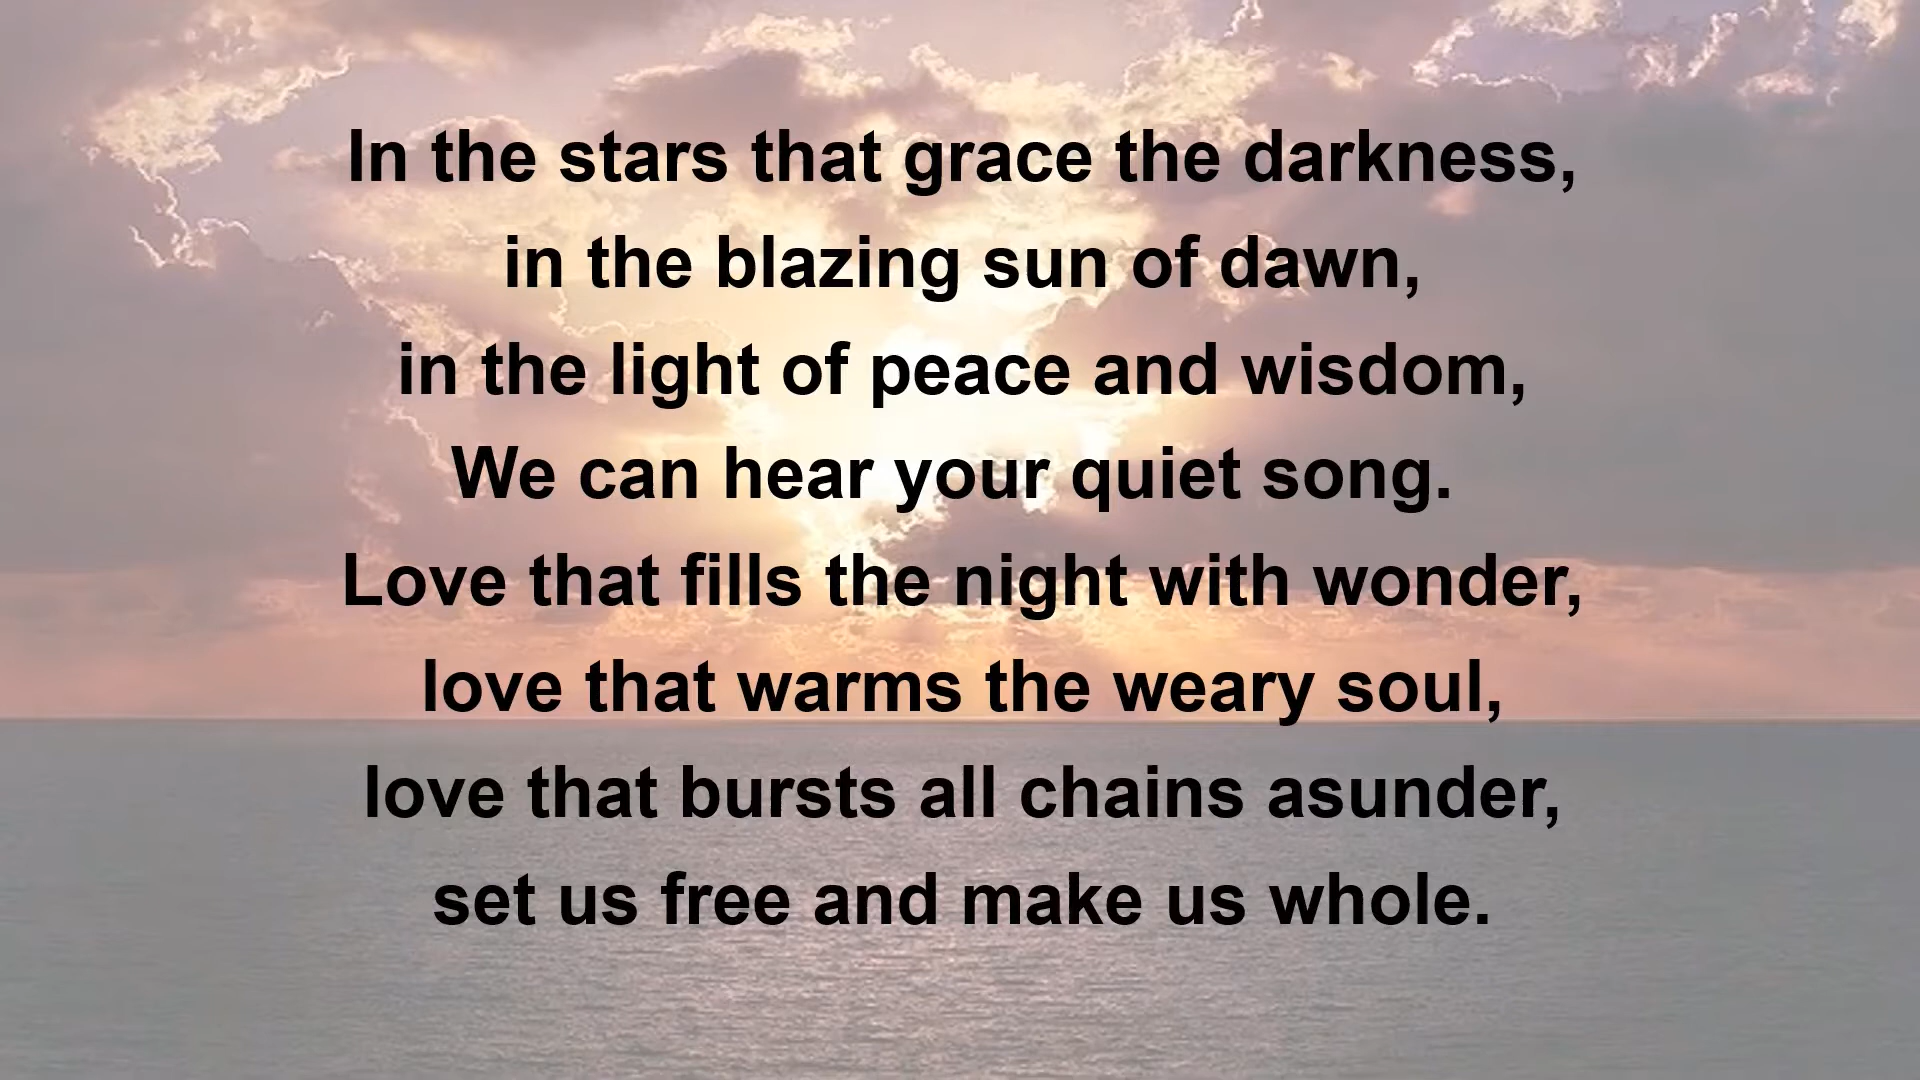 In the stars that grace the darkness,
in the blazing sun of dawn,
in the light of peace and wisdom,
We can hear your quiet song.
Love that fills the night with wonder,
love that warms the weary soul,
love that bursts all chains asunder,
set us free and make us whole.